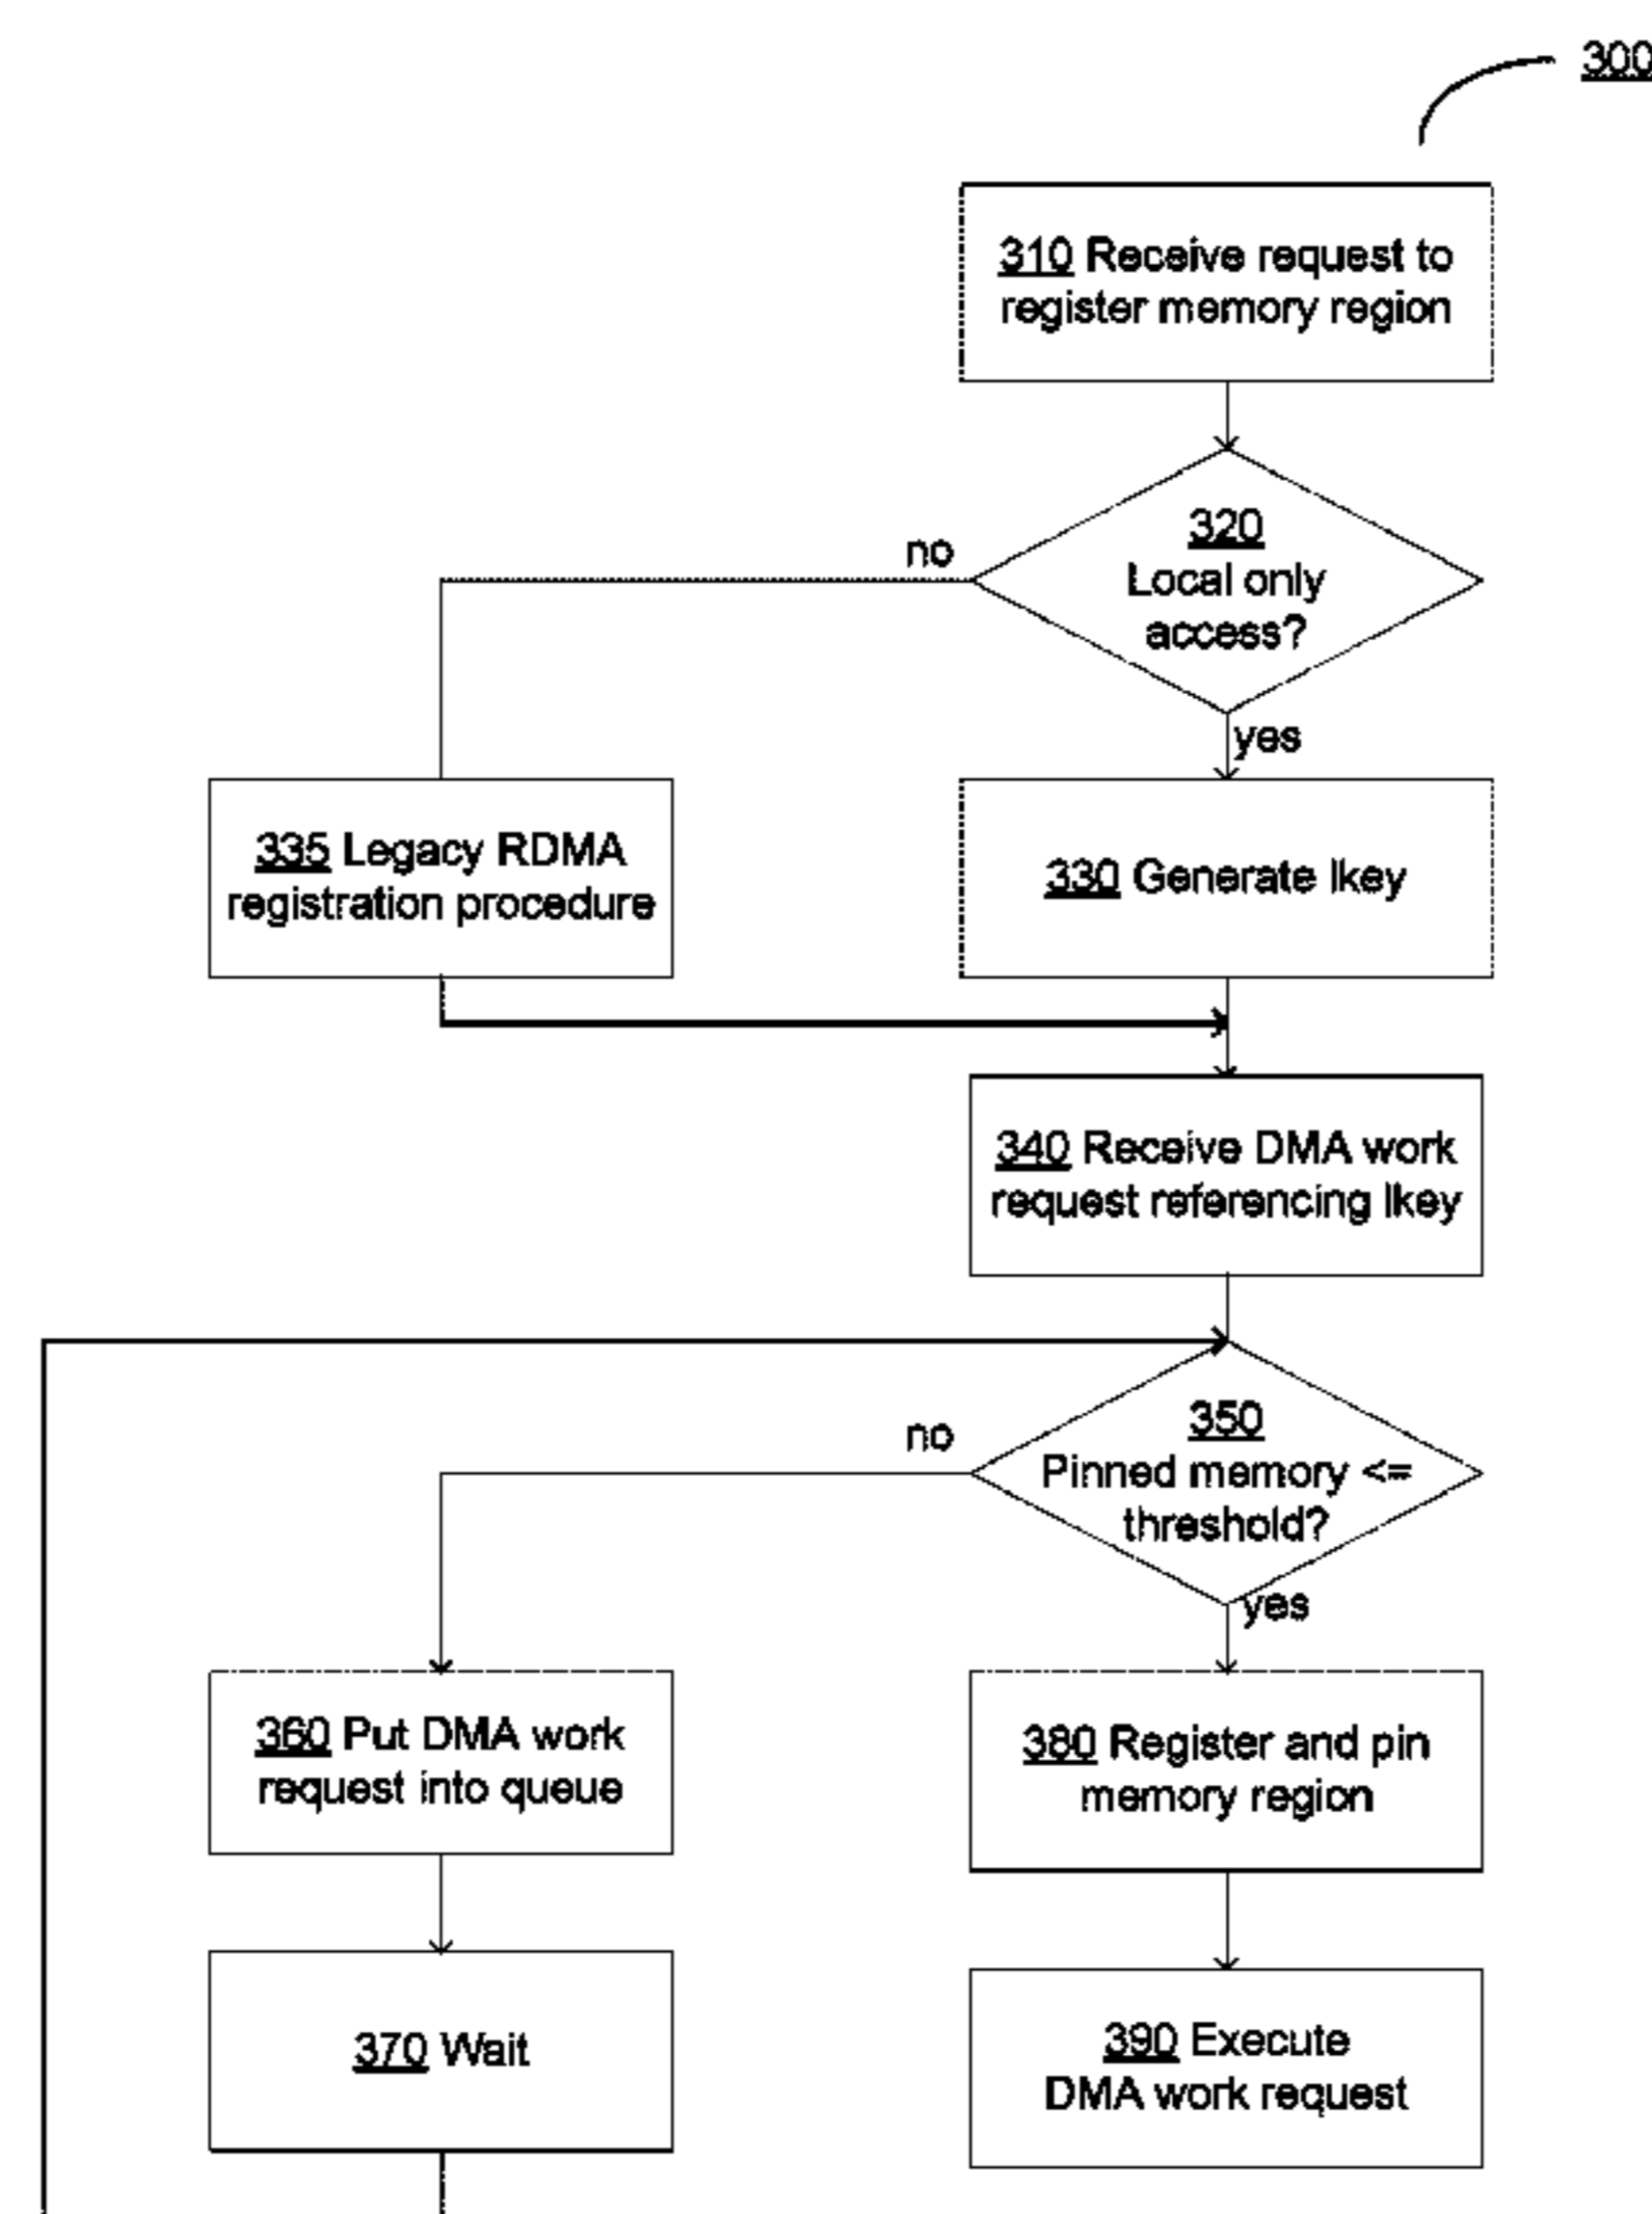 300
310 Receive request to
register memory region
320
Local only
access?
no
yes
335 Legacy RDMA
registration procedure
330 Generate lkey
340 Receive DMA work
request referencing lkey
350
Pinned memory <=
threshold?
no
yes
360 Put DMA work
request into queue
380 Register and pin
memory region
370 Wait
390 Execute
DMA work request